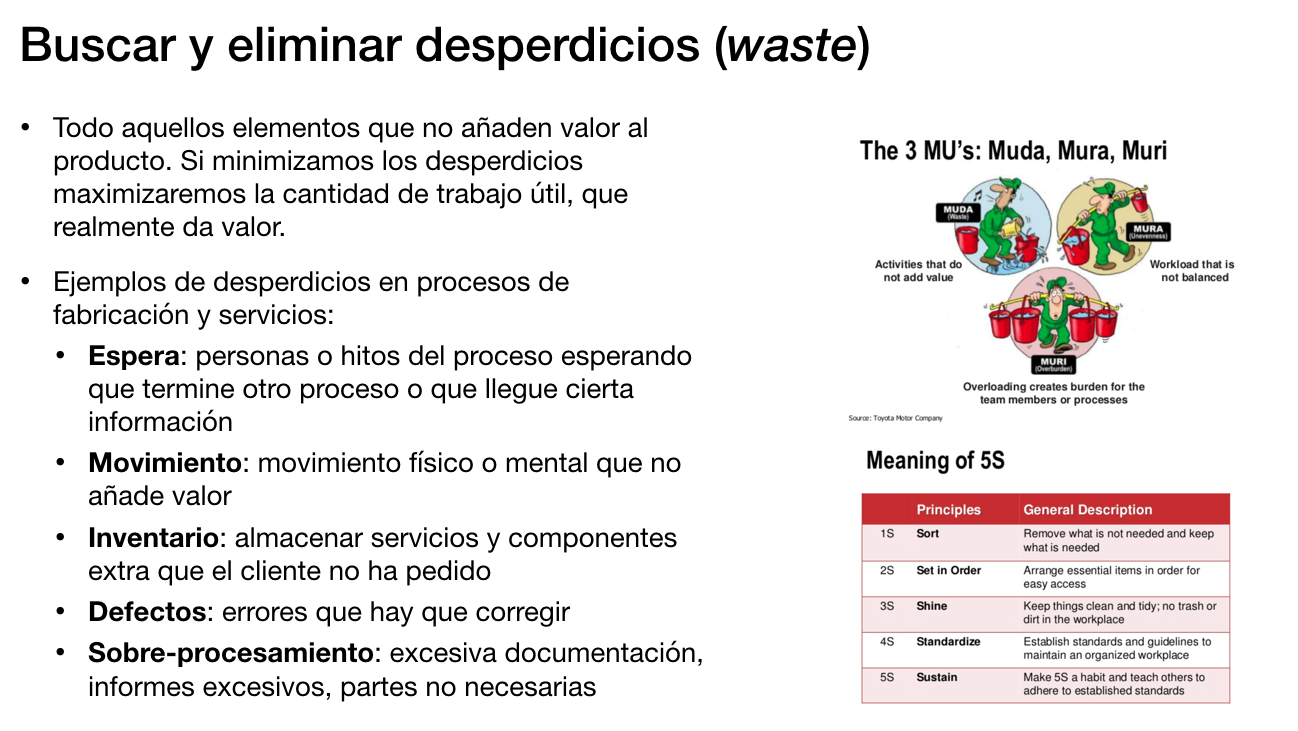 Buscar y eliminar desperdicios (waste)
• Todo aquellos elementos que no añaden valor al
producto. Si minimizamos los desperdicios
maximizaremos la cantidad de trabajo útil, que
realmente da valor.
• Ejemplos de desperdicios en procesos de
fabricación y servicios:
• Espera: personas o hitos del proceso esperando
que termine otro proceso o que llegue cierta
información
• Movimiento: movimiento físico o mental que no
añade valor
• Inventario: almacenar servicios y componentes
extra que el cliente no ha pedido
• Defectos: errores que hay que corregir
• Sobre-procesamiento: excesiva documentación,
informes excesivos, partes no necesarias
The 3 MU's: Muda, Mura, Muri
MUDA
(Waste)
MURA
(Unevenness)
Activities that do
not add value
Workload that is
not balanced
MURI
(Overburden)
Overloading creates burden for the
team members or processes
Source: Toyota Motor Company
Meaning of 5S
Principles General Description
1S Sort Remove what is not needed and keep
what is needed
2S Set in Order Arrange essential items in order for
easy access
3S Shine Keep things clean and tidy; no trash or
dirt in the workplace
4S Standardize Establish standards and guidelines to
maintain an organized workplace
5S Sustain Make 5S a habit and teach others to
adhere to established standards